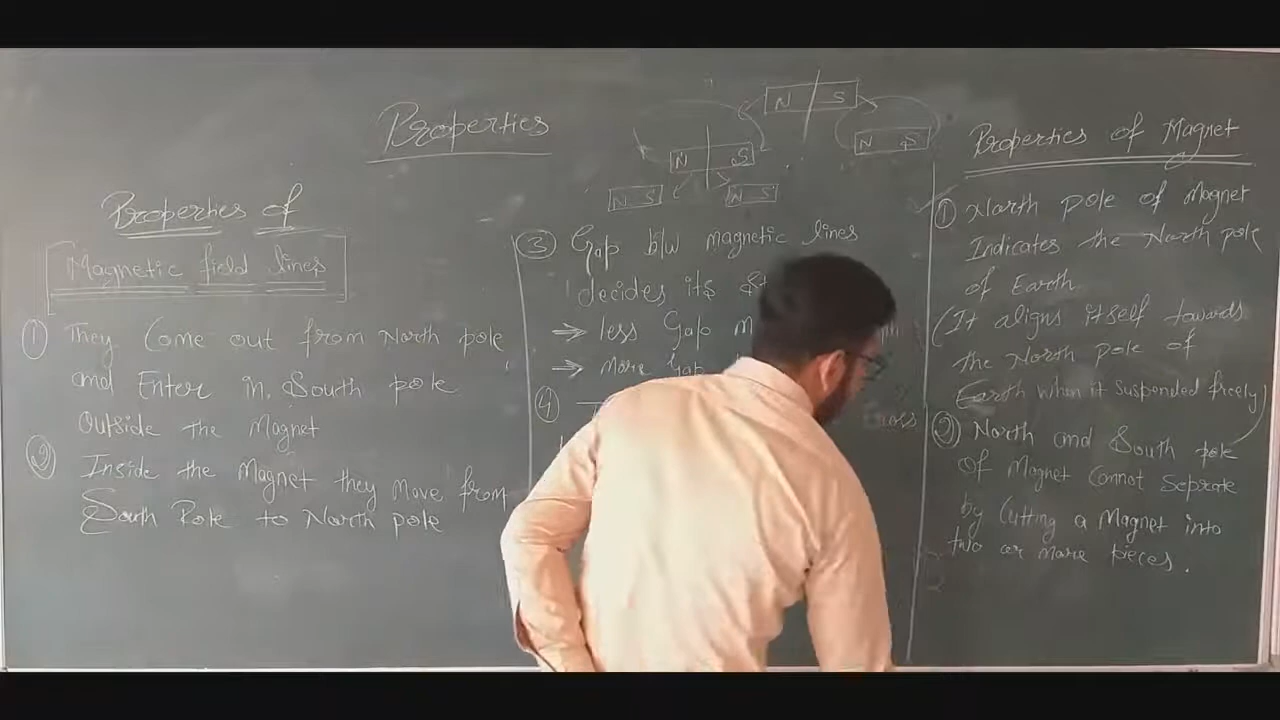 Properties
N S
N S
N S
N S
N S
Properties of
Magnetic field lines
① They Come out from North pole
and Enter in South pole
Outside the Magnet
② Inside the Magnet they Move from
South Pole to North pole
③ Gap b/w magnetic lines
decides its
⇒ less Gap
⇒ More Gap
④
Properties of Magnet
① North pole of Magnet
Indicates the North pole
of Earth
(It aligns itself towards
the North pole of
Earth when it suspended freely)
② North and South pole
of Magnet Cannot Seprate
by Cutting a Magnet into
two or more pieces.